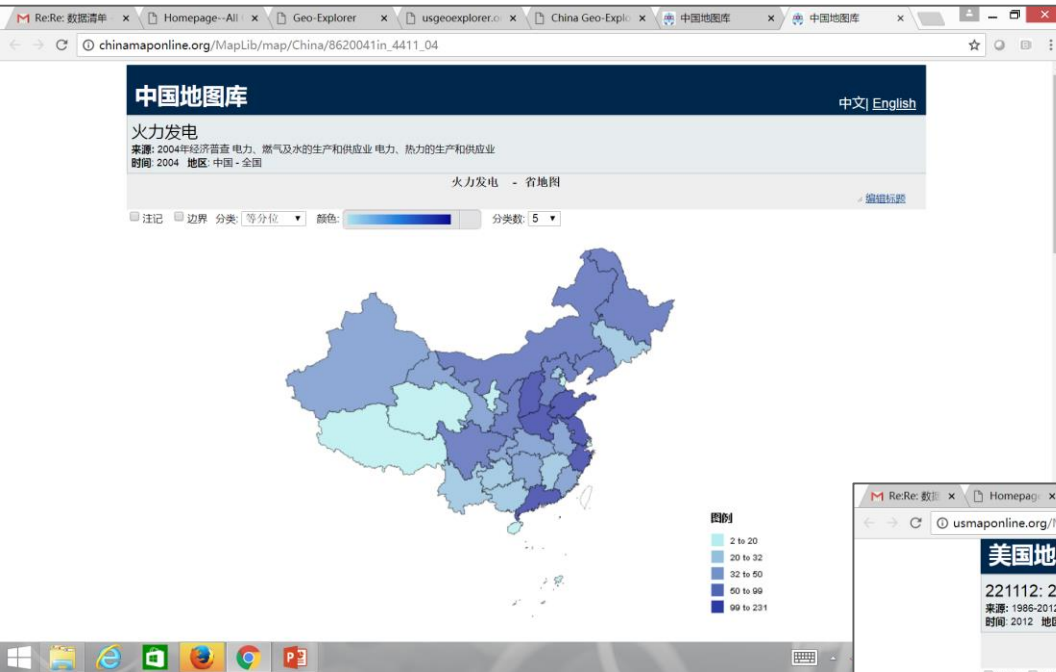 Re:Re: 数据清单
Homepage--All
Geo-Explorer
usgeoexplorer.o
China Geo-Explo
中国地图库
中国地图库
chinamaponline.org/MapLib/map/China/8620041in_4411_04
中国地图库
中文| English
火力发电
来源: 2004年经济普查 电力、燃气及水的生产和供应业 电力、热力的生产和供应业
时间: 2004 地区: 中国 - 全国
火力发电 - 省地图
编辑标题
注记 边界 分类: 等分位 颜色: 分类数: 5
图例
2 to 20
20 to 32
32 to 50
50 to 99
99 to 231
Re:Re: 数据
Homepage
usmaponline.org/
美国地
221112: 2
来源: 1986-2012
时间: 2012 地区